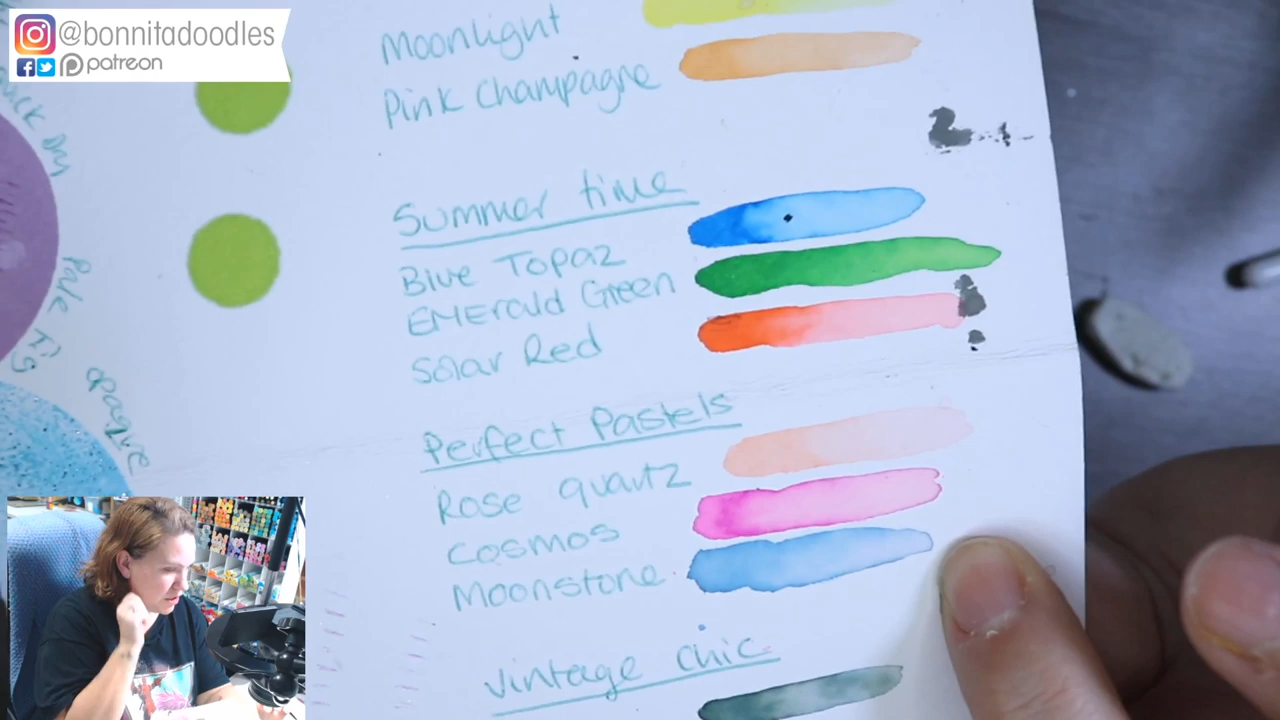 @bonnitadoodles
patreon
Moonlight
Pink Champagne
Summer time
Blue Topaz
EMErald Green
Solar Red
Perfect Pastels
Rose quartz
Cosmos
Moonstone
Vintage Chic